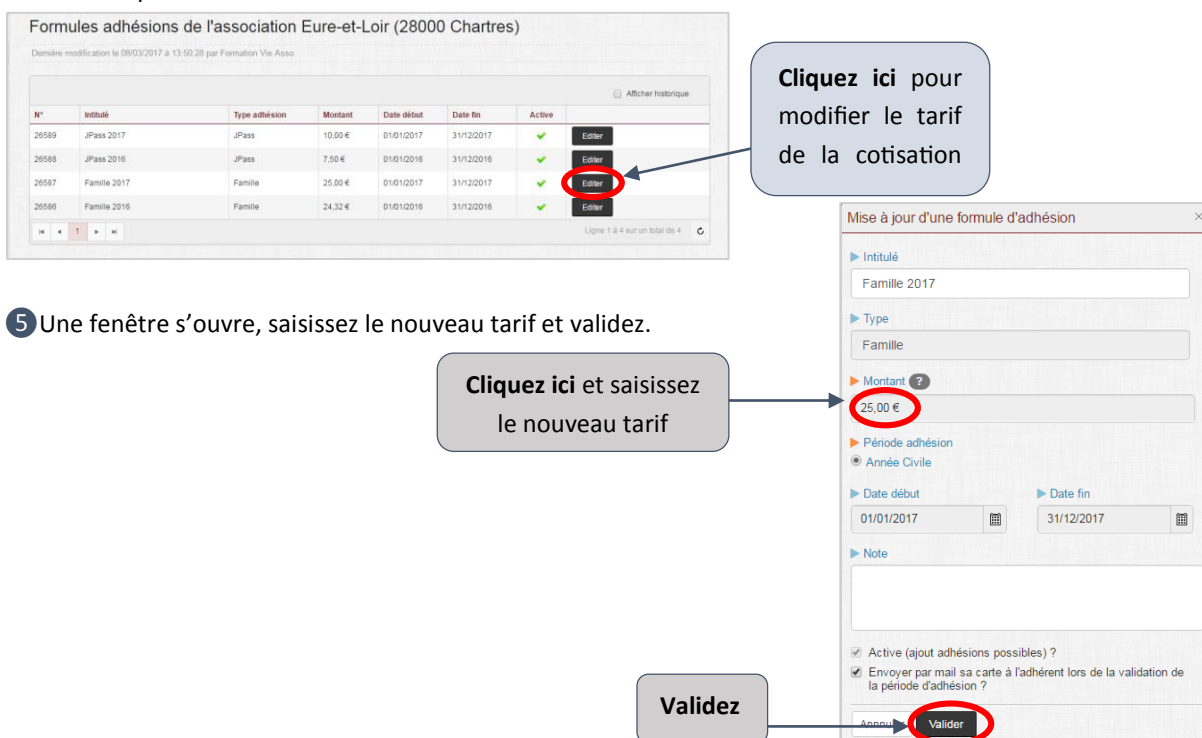 Formules adhésions de l'association Eure-et-Loir (28000 Chartres)
Dernière modification le 08/03/2017 à 13:50:28 par Formation Vie Asso
Afficher historique
N° Intitulé Type adhésion Montant Date début Date fin Active
26589 JPass 2017 JPass 10,00 € 01/01/2017 31/12/2017 Editer
26588 JPass 2016 JPass 7,50 € 01/01/2016 31/12/2016 Editer
26587 Famille 2017 Famille 25,00 € 01/01/2017 31/12/2017 Editer
26586 Famille 2016 Famille 24,32 € 01/01/2016 31/12/2016 Editer
1 Ligne 1 à 4 sur un total de 4
Cliquez ici pour
modifier le tarif
de la cotisation
5 Une fenêtre s'ouvre, saisissez le nouveau tarif et validez.
Cliquez ici et saisissez
le nouveau tarif
Mise à jour d'une formule d'adhésion ×
Intitulé
Famille 2017
Type
Famille
Montant ?
25,00 €
Période adhésion
Année Civile
Date début Date fin
01/01/2017 31/12/2017
Note
Active (ajout adhésions possibles) ?
Envoyer par mail sa carte à l'adhérent lors de la validation de
la période d'adhésion ?
Valider
Validez